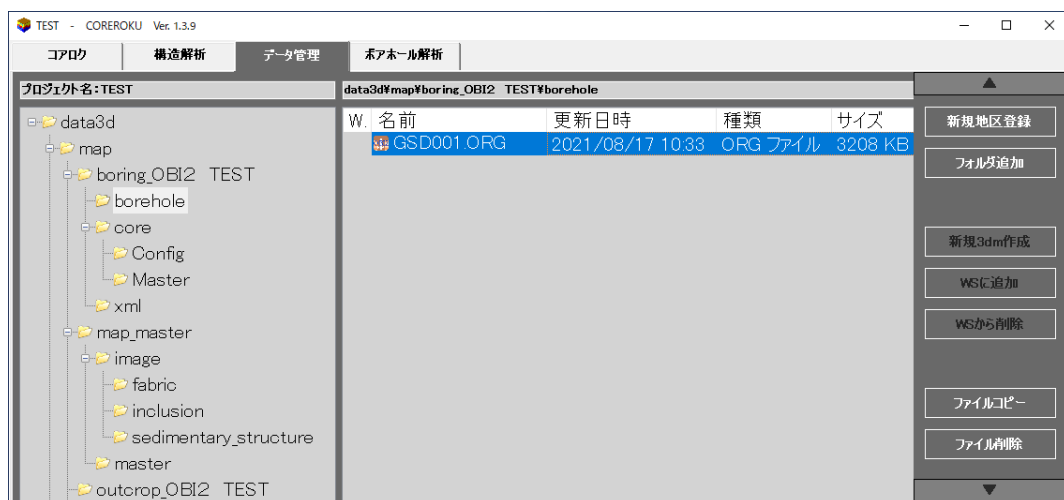 TEST - COREROKU Ver. 1.3.9
コアロク 構造解析 データ管理 ボアホール解析
プロジェクト名:TEST
data3d
map
boring_OBI2 TEST
borehole
core
Config
Master
xml
map_master
image
fabric
inclusion
sedimentary_structure
master
outcrop_OBI2 TEST
data3d¥map¥boring_OBI2 TEST¥borehole
W. 名前 更新日時 種類 サイズ
GSD001.ORG 2021/08/17 10:33 ORG ファイル 3208 KB
新規地区登録
フォルダ追加
新規3dm作成
WSに追加
WSから削除
ファイルコピー
ファイル削除